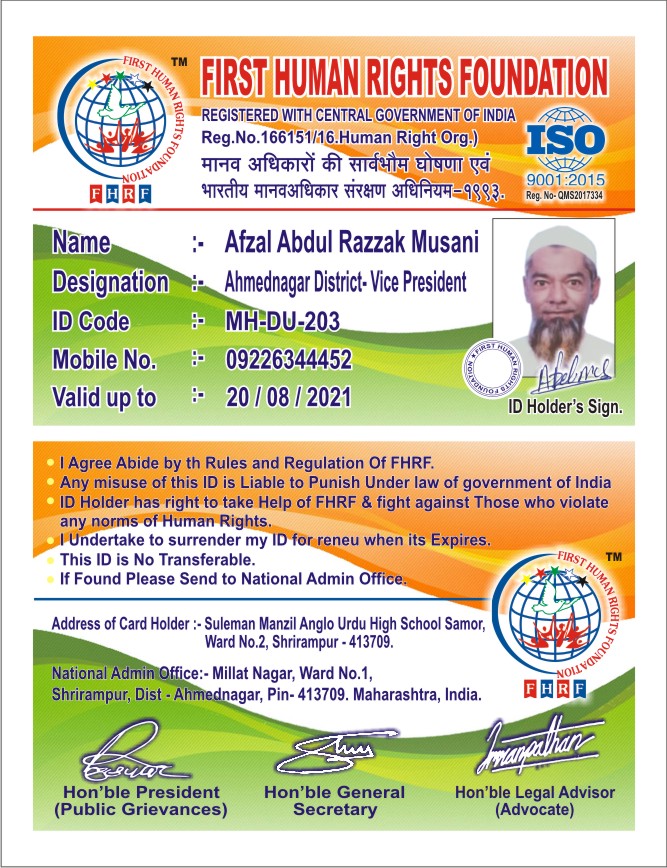 FIRST HUMAN RIGHTS FOUNDATION
FHRF
TM
FIRST HUMAN RIGHTS FOUNDATION
REGISTERED WITH CENTRAL GOVERNMENT OF INDIA
Reg.No.166151/16.Human Right Org.)
मानव अधिकारों की सार्वभौम घोषणा एवं
भारतीय मानवअधिकार संरक्षण अधिनियम-१९९३.
ISO
9001:2015
Reg. No- QMS2017334
Name :- Afzal Abdul Razzak Musani
Designation :- Ahmednagar District- Vice President
ID Code :- MH-DU-203
Mobile No. :- 09226344452
Valid up to :- 20 / 08 / 2021
FIRST HUMAN RIGHTS FOUNDATION
ID Holder's Sign.
I Agree Abide by th Rules and Regulation Of FHRF.
Any misuse of this ID is Liable to Punish Under law of government of India
ID Holder has right to take Help of FHRF & fight against Those who violate
any norms of Human Rights.
I Undertake to surrender my ID for reneu when its Expires.
This ID is No Transferable.
If Found Please Send to National Admin Office.
Address of Card Holder :- Suleman Manzil Anglo Urdu High School Samor,
Ward No.2, Shrirampur - 413709.
National Admin Office:- Millat Nagar, Ward No.1,
Shrirampur, Dist - Ahmednagar, Pin- 413709. Maharashtra, India.
FIRST HUMAN RIGHTS FOUNDATION
TM
FHRF
Imranpathan
Hon'ble President
(Public Grievances)
Hon'ble General
Secretary
Hon'ble Legal Advisor
(Advocate)